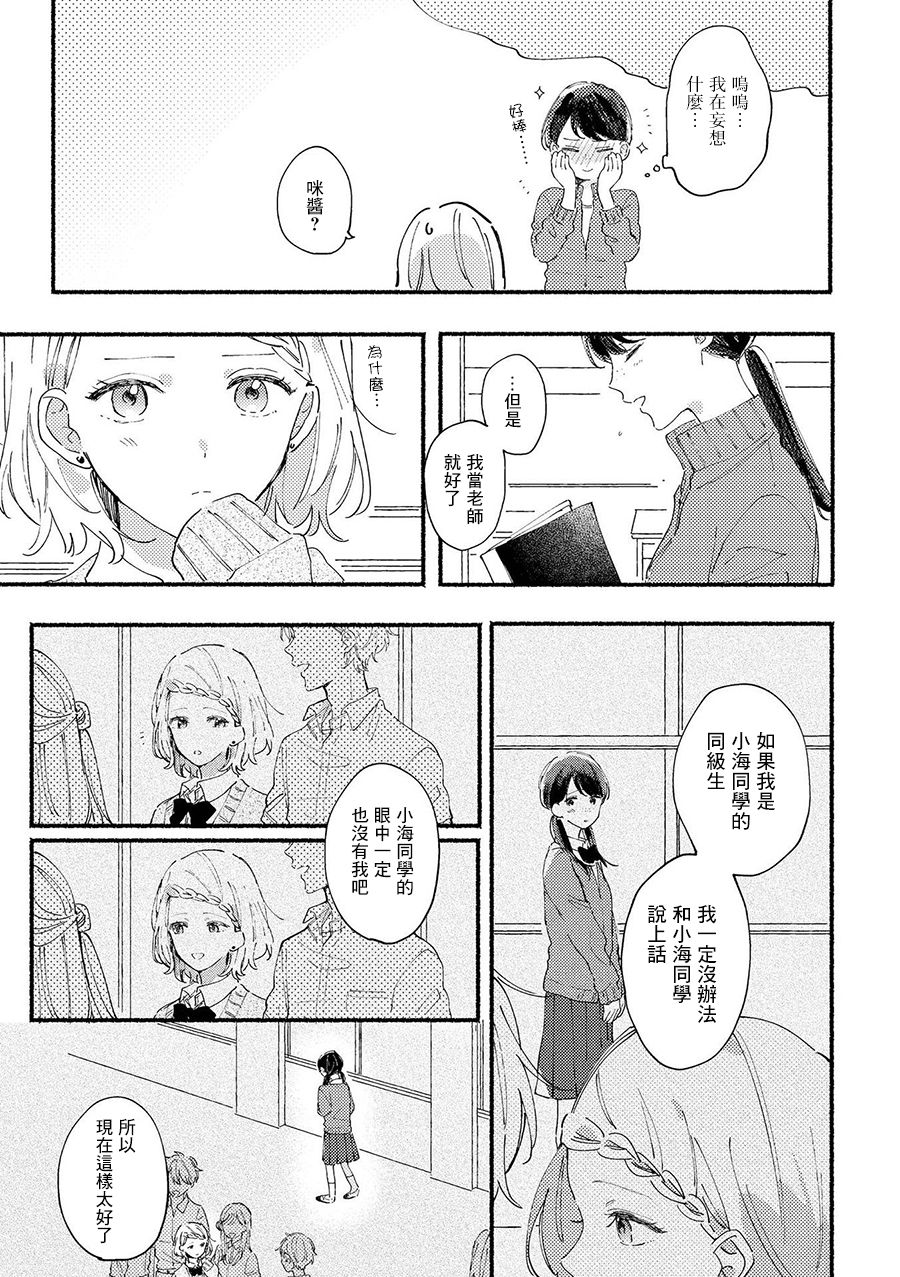 嗚嗚…
我在妄想
什麼…
好棒…
咪醬？
…但是
我當老師
就好了
為什麼…
如果我是
小海同學的
同級生
我一定沒辦法
和小海同學
說上話
小海同學的
眼中一定
也沒有我吧
所以
現在這樣太好了